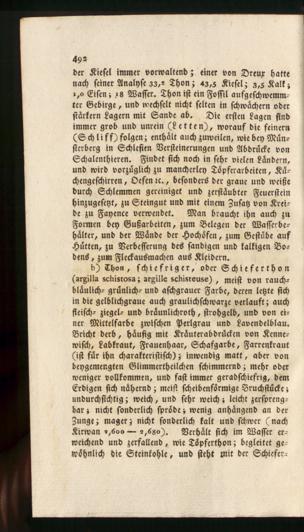 492
der Kiesel immer vorwaltend; einer von Dreux hatte
nach seiner Analyse 33,2 Thon; 43,5 Kiesel; 3,5 Kalk;
1,0 Eisen; 18 Wasser. Thon ist ein Fossil aufgeschwemm-
ter Gebirge, und wechselt nicht selten in schwächern oder
stärkern Lagern mit Sande ab. Die ersten Lagen sind
immer grob und unrein (Letten), worauf die feinern
(Schliff) folgen; enthält auch zuweilen, wie bey Mün-
sterberg in Schlesien Versteinerungen und Abdrücke von
Schalenthieren. Findet sich noch in sehr vielen Ländern,
und wird vorzüglich zu mancherley Töpferarbeiten, Kü-
chengeschirren, Oefen ꝛc., besonders der graue und weiße
durch Schlemmen gereiniget und zerstäubter Feuerstein
hinzugesetzt, zu Steingut und mit einem Zusatz von Krei-
de zu Fayence verwendet. Man braucht ihn auch zu
Formen bey Gußarbeiten, zum Belegen der Wasserbe-
hälter, und der Wände der Hochöfen, zum Gestübe auf
Hütten, zu Verbesserung des sandigen und kalkigen Bo-
dens, zum Fleckausmachen aus Kleidern.
b) Thon, schiefriger, oder Schieferthon
(argilla schistosa; argille schisteuse), meist von rauch-
bläulich- grünlich- und aschgrauer Farbe, deren letzte sich
in die gelblichgraue auch graulichschwarze verlauft; auch
fleisch- ziegel- und bräunlichroth, strohgelb, und von ei-
ner Mittelfarbe zwischen Perlgrau und Lavendelblau.
Bricht derb, häufig mit Kräuterabdrücken von Kenne-
wisch, Labkraut, Frauenhaar, Schafgarbe, Farrenkraut
(ist für ihn charakteristisch); inwendig matt, aber von
beygemengten Glimmertheilchen schimmernd; mehr oder
weniger vollkommen, und fast immer geradschiefrig, dem
Erdigen sich nähernd; meist scheibenförmige Bruchstücke;
undurchsichtig; weich, und sehr weich; leicht zerspreng-
bar; nicht sonderlich spröde; wenig anhängend an der
Zunge; mager; nicht sonderlich kalt und schwer (nach
Kirwan 2,600 — 2,680). Verhält sich im Wasser er-
weichend und zerfallend, wie Töpferthon; begleitet ge-
wöhnlich die Steinkohle, und steht mit der Schiefer-